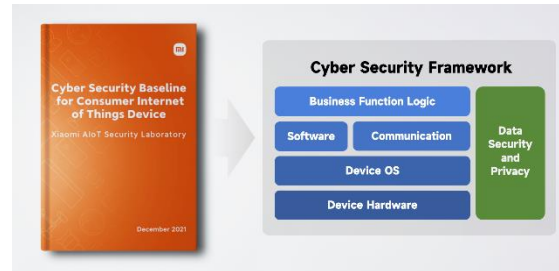 mi
Cyber Security Baseline
for Consumer Internet
of Things Device
Xiaomi AIoT Security Laboratory
December 2021
Cyber Security Framework
Business Function Logic
Software
Communication
Device OS
Device Hardware
Data
Security
and
Privacy